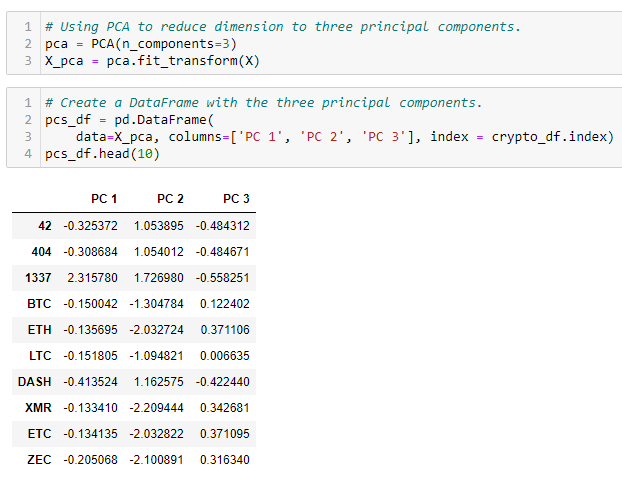 1 # Using PCA to reduce dimension to three principal components.
2 pca = PCA(n_components=3)
3 X_pca = pca.fit_transform(X)
1 # Create a DataFrame with the three principal components.
2 pcs_df = pd.DataFrame(
3     data=X_pca, columns=['PC 1', 'PC 2', 'PC 3'], index = crypto_df.index)
4 pcs_df.head(10)
PC 1 PC 2 PC 3
42 -0.325372 1.053895 -0.484312
404 -0.308684 1.054012 -0.484671
1337 2.315780 1.726980 -0.558251
BTC -0.150042 -1.304784 0.122402
ETH -0.135695 -2.032724 0.371106
LTC -0.151805 -1.094821 0.006635
DASH -0.413524 1.162575 -0.422440
XMR -0.133410 -2.209444 0.342681
ETC -0.134135 -2.032822 0.371095
ZEC -0.205068 -2.100891 0.316340